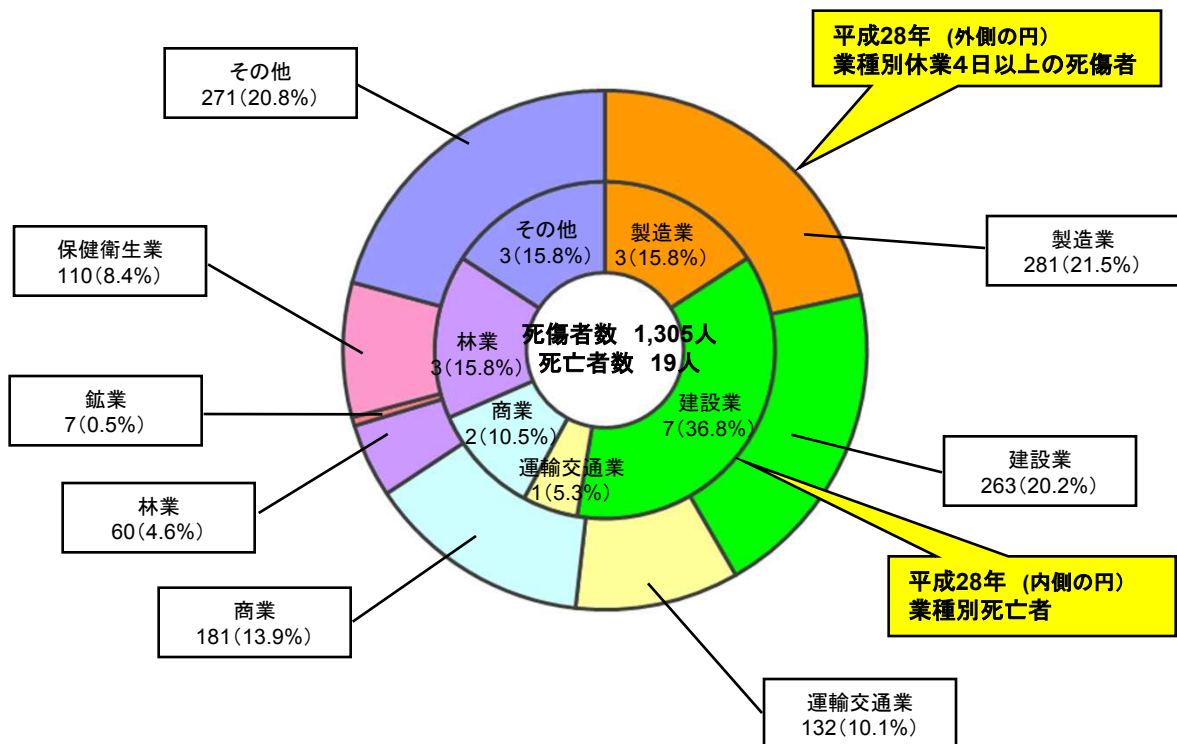 平成28年 (外側の円)
業種別休業4日以上の死傷者
その他
271(20.8%)
製造業
281(21.5%)
保健衛生業
110(8.4%)
その他
3(15.8%)
製造業
3(15.8%)
死傷者数 1,305人
死亡者数 19人
林業
3(15.8%)
鉱業
7(0.5%)
商業
2(10.5%)
建設業
7(36.8%)
運輸交通業
1(5.3%)
建設業
263(20.2%)
林業
60(4.6%)
平成28年 (内側の円)
業種別死亡者
商業
181(13.9%)
運輸交通業
132(10.1%)